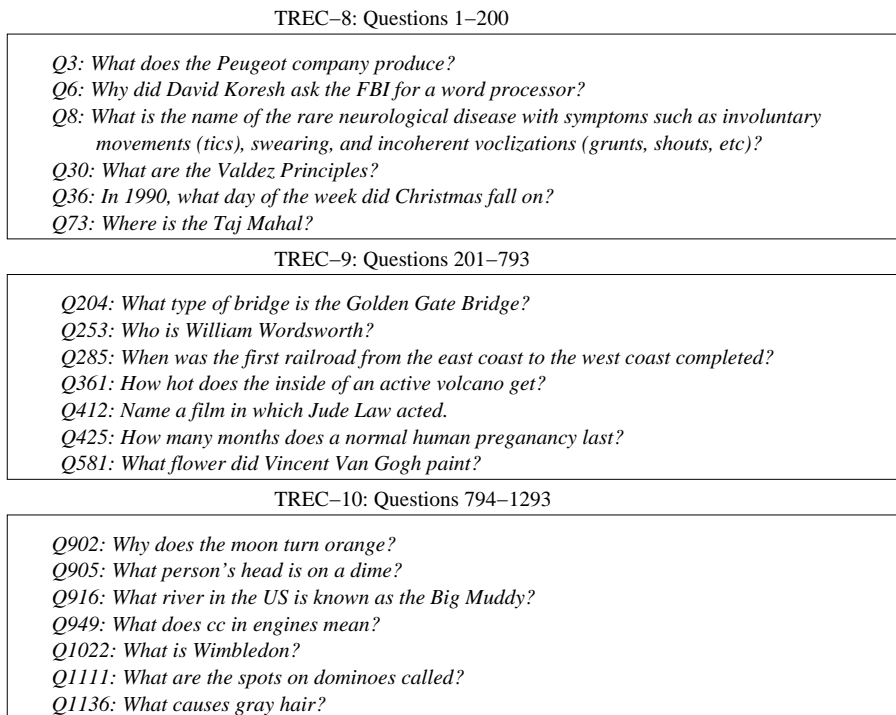 TREC−8: Questions 1−200
Q3: What does the Peugeot company produce?
Q6: Why did David Koresh ask the FBI for a word processor?
Q8: What is the name of the rare neurological disease with symptoms such as involuntary
movements (tics), swearing, and incoherent voclizations (grunts, shouts, etc)?
Q30: What are the Valdez Principles?
Q36: In 1990, what day of the week did Christmas fall on?
Q73: Where is the Taj Mahal?
TREC−9: Questions 201−793
Q204: What type of bridge is the Golden Gate Bridge?
Q253: Who is William Wordsworth?
Q285: When was the first railroad from the east coast to the west coast completed?
Q361: How hot does the inside of an active volcano get?
Q412: Name a film in which Jude Law acted.
Q425: How many months does a normal human preganancy last?
Q581: What flower did Vincent Van Gogh paint?
TREC−10: Questions 794−1293
Q902: Why does the moon turn orange?
Q905: What person's head is on a dime?
Q916: What river in the US is known as the Big Muddy?
Q949: What does cc in engines mean?
Q1022: What is Wimbledon?
Q1111: What are the spots on dominoes called?
Q1136: What causes gray hair?